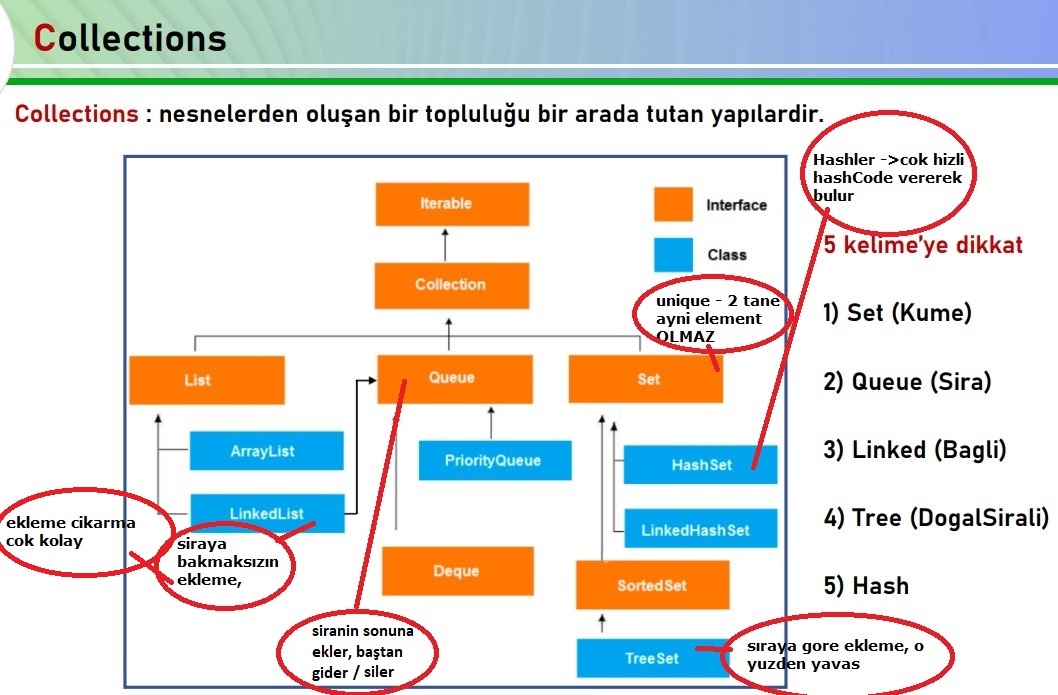 Collections
Collections : nesnelerden oluşan bir topluluğu bir arada tutan yapılardir.
Hashler ->cok hizli
hashCode vererek
bulur
Iterable
Interface
Class
5 kelime'ye dikkat
Collection
unique - 2 tane
ayni element
OLMAZ
1) Set (Kume)
List
Queue
Set
2) Queue (Sira)
ArrayList
PriorityQueue
HashSet
3) Linked (Bagli)
LinkedList
LinkedHashSet
4) Tree (DogalSirali)
ekleme cikarma
cok kolay
siraya
bakmaksızın
ekleme,
Deque
SortedSet
5) Hash
siranin sonuna
ekler, baştan
gider / siler
TreeSet
sıraya gore ekleme, o
yuzden yavas